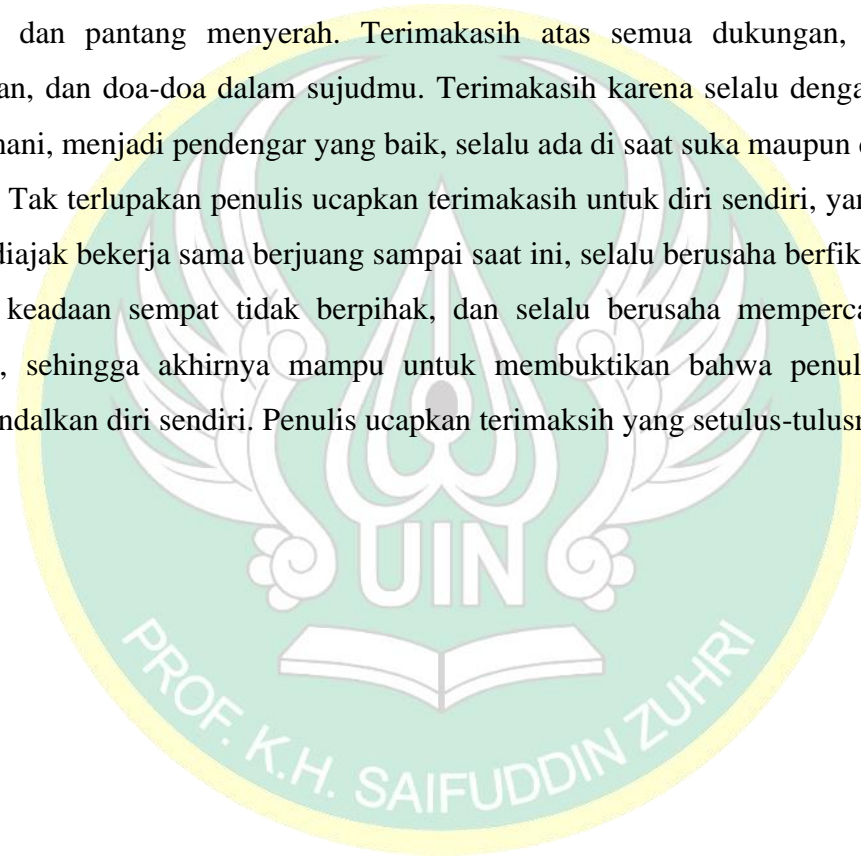 dan pantang menyerah. Terimakasih atas semua dukungan,
an, dan doa-doa dalam sujudmu. Terimakasih karena selalu denga
nani, menjadi pendengar yang baik, selalu ada di saat suka maupun
Tak terlupakan penulis ucapkan terimakasih untuk diri sendiri, yan
diajak bekerja sama berjuang sampai saat ini, selalu berusaha berfik
keadaan sempat tidak berpihak, dan selalu berusaha memperca
, sehingga akhirnya mampu untuk membuktikan bahwa penul
ndalkan diri sendiri. Penulis ucapkan terimaksih yang setulus-tulusn
UIN
PROF. K.H. SAIFUDDIN ZUHRI